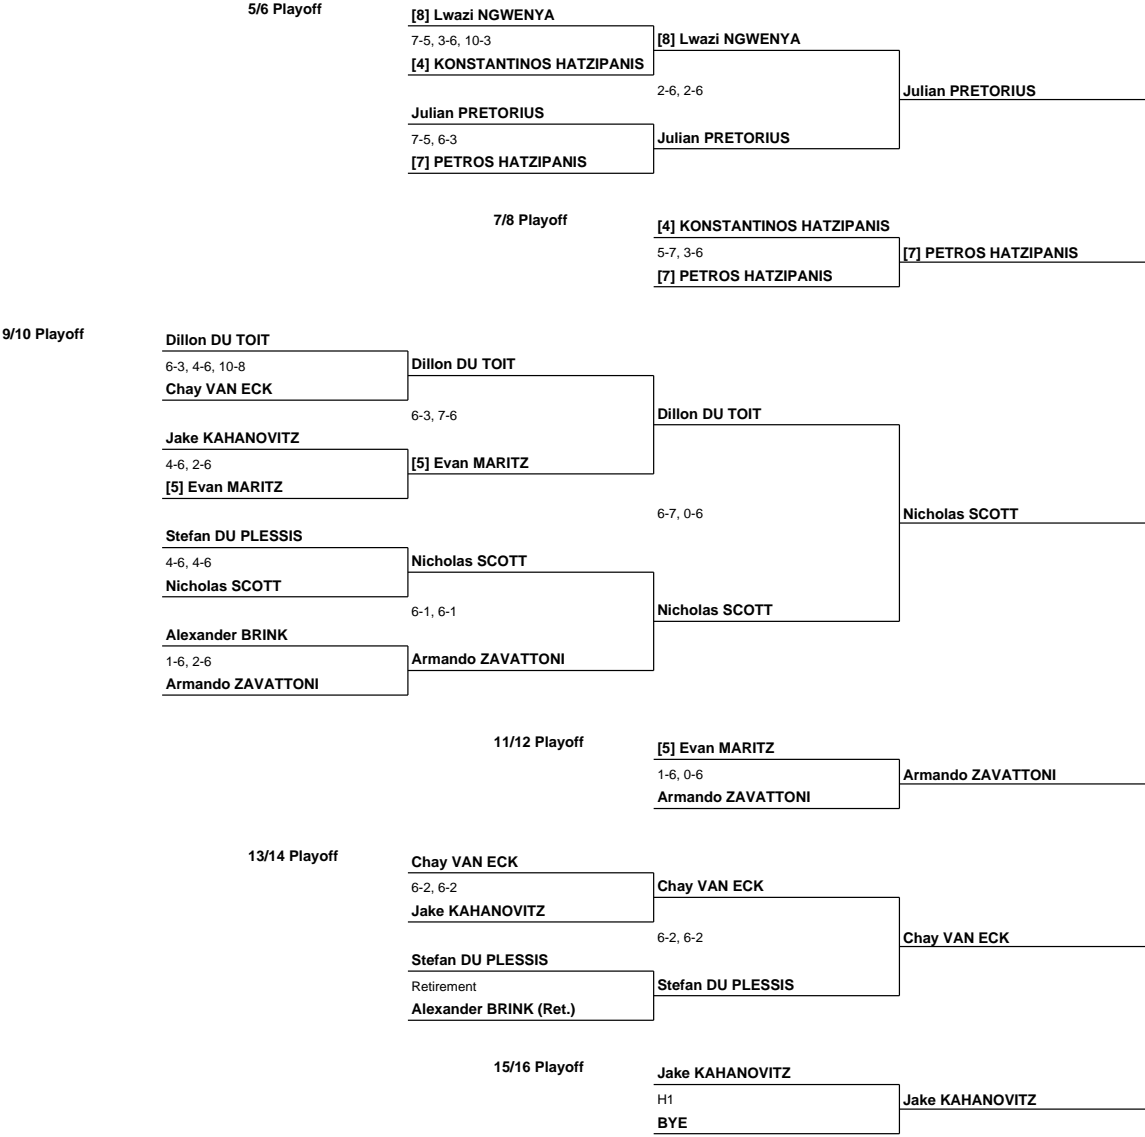 5/6 Playoff
[8] Lwazi NGWENYA
7-5, 3-6, 10-3
[8] Lwazi NGWENYA
[4] KONSTANTINOS HATZIPANIS
2-6, 2-6
Julian PRETORIUS
Julian PRETORIUS
7-5, 6-3
Julian PRETORIUS
[7] PETROS HATZIPANIS
7/8 Playoff
[4] KONSTANTINOS HATZIPANIS
5-7, 3-6
[7] PETROS HATZIPANIS
[7] PETROS HATZIPANIS
9/10 Playoff
Dillon DU TOIT
6-3, 4-6, 10-8
Dillon DU TOIT
Chay VAN ECK
6-3, 7-6
Dillon DU TOIT
Jake KAHANOVITZ
4-6, 2-6
[5] Evan MARITZ
[5] Evan MARITZ
6-7, 0-6
Nicholas SCOTT
Stefan DU PLESSIS
4-6, 4-6
Nicholas SCOTT
Nicholas SCOTT
6-1, 6-1
Nicholas SCOTT
Alexander BRINK
1-6, 2-6
Armando ZAVATTONI
Armando ZAVATTONI
11/12 Playoff
[5] Evan MARITZ
1-6, 0-6
Armando ZAVATTONI
Armando ZAVATTONI
13/14 Playoff
Chay VAN ECK
6-2, 6-2
Chay VAN ECK
Jake KAHANOVITZ
6-2, 6-2
Chay VAN ECK
Stefan DU PLESSIS
Retirement
Stefan DU PLESSIS
Alexander BRINK (Ret.)
15/16 Playoff
Jake KAHANOVITZ
H1
Jake KAHANOVITZ
BYE